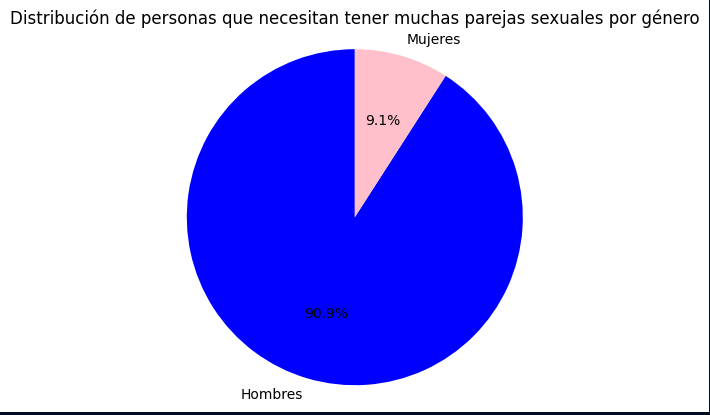 Distribución de personas que necesitan tener muchas parejas sexuales por género
Mujeres
9.1%
90.9%
Hombres